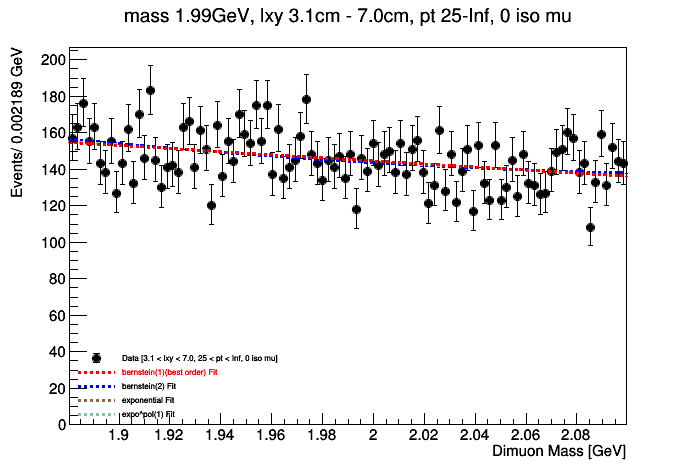 mass 1.99GeV, lxy 3.1cm - 7.0cm, pt 25-Inf, 0 iso mu
Events/ 0.002189 GeV
200
180
160
140
120
100
80
60
40
20
0
Data [3.1 < lxy < 7.0, 25 < pt < Inf, 0 iso mu]
bernstein(1)(best order) Fit
bernstein(2) Fit
exponential Fit
expo*pol(1) Fit
1.9 1.92 1.94 1.96 1.98 2 2.02 2.04 2.06 2.08
Dimuon Mass [GeV]